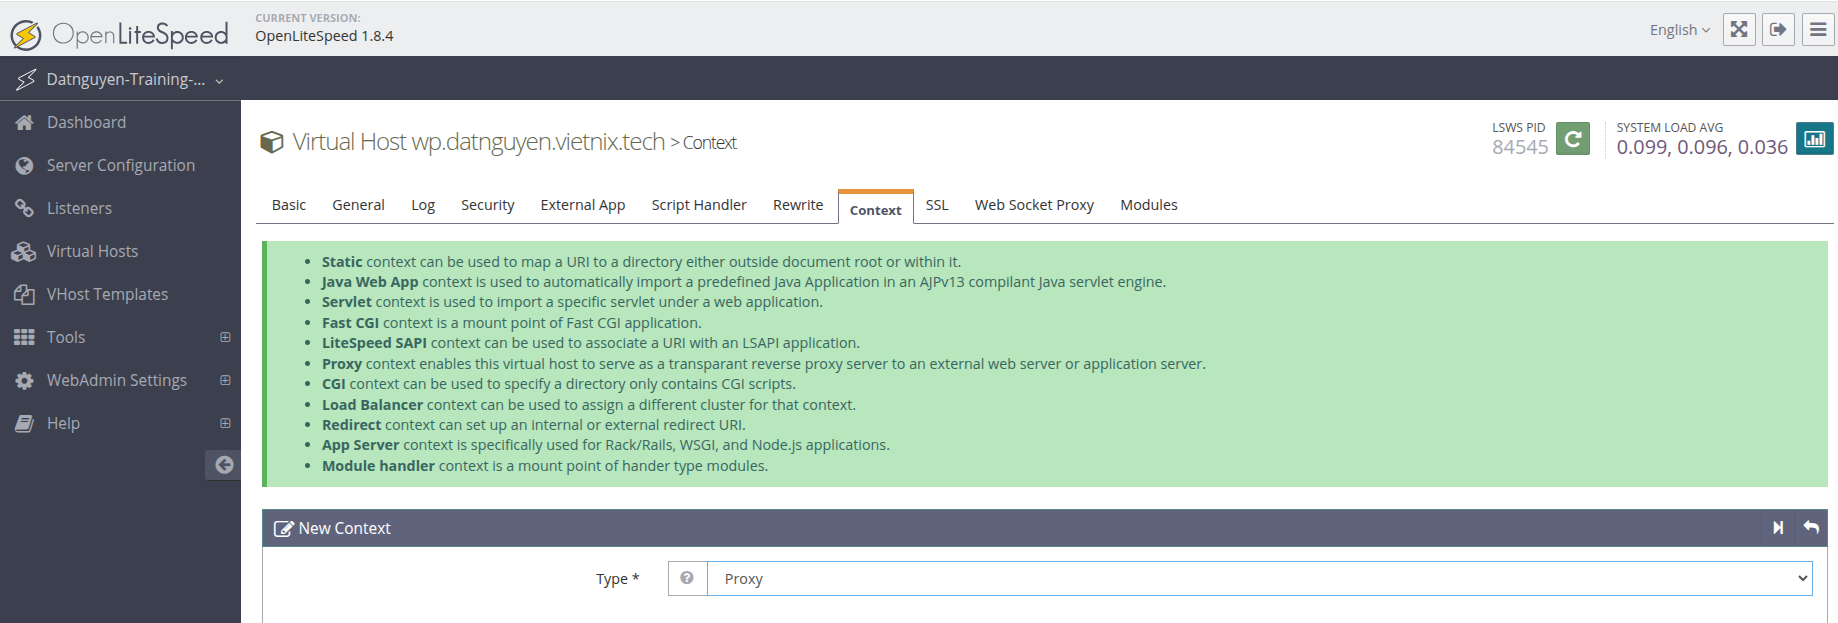 OpenLiteSpeed
CURRENT VERSION:
OpenLiteSpeed 1.8.4
English
Datnguyen-Training-...
Dashboard
Server Configuration
Listeners
Virtual Hosts
VHost Templates
Tools
WebAdmin Settings
Help
Virtual Host wp.datnguyen.vietnix.tech > Context
LSWS PID
84545
SYSTEM LOAD AVG
0.099, 0.096, 0.036
Basic General Log Security External App Script Handler Rewrite Context SSL Web Socket Proxy Modules
• Static context can be used to map a URI to a directory either outside document root or within it.
• Java Web App context is used to automatically import a predefined Java Application in an AJPv13 compilant Java servlet engine.
• Servlet context is used to import a specific servlet under a web application.
• Fast CGI context is a mount point of Fast CGI application.
• LiteSpeed SAPI context can be used to associate a URI with an LSAPI application.
• Proxy context enables this virtual host to serve as a transparant reverse proxy server to an external web server or application server.
• CGI context can be used to specify a directory only contains CGI scripts.
• Load Balancer context can be used to assign a different cluster for that context.
• Redirect context can set up an internal or external redirect URI.
• App Server context is specifically used for Rack/Rails, WSGI, and Node.js applications.
• Module handler context is a mount point of hander type modules.
New Context
Type * ? Proxy